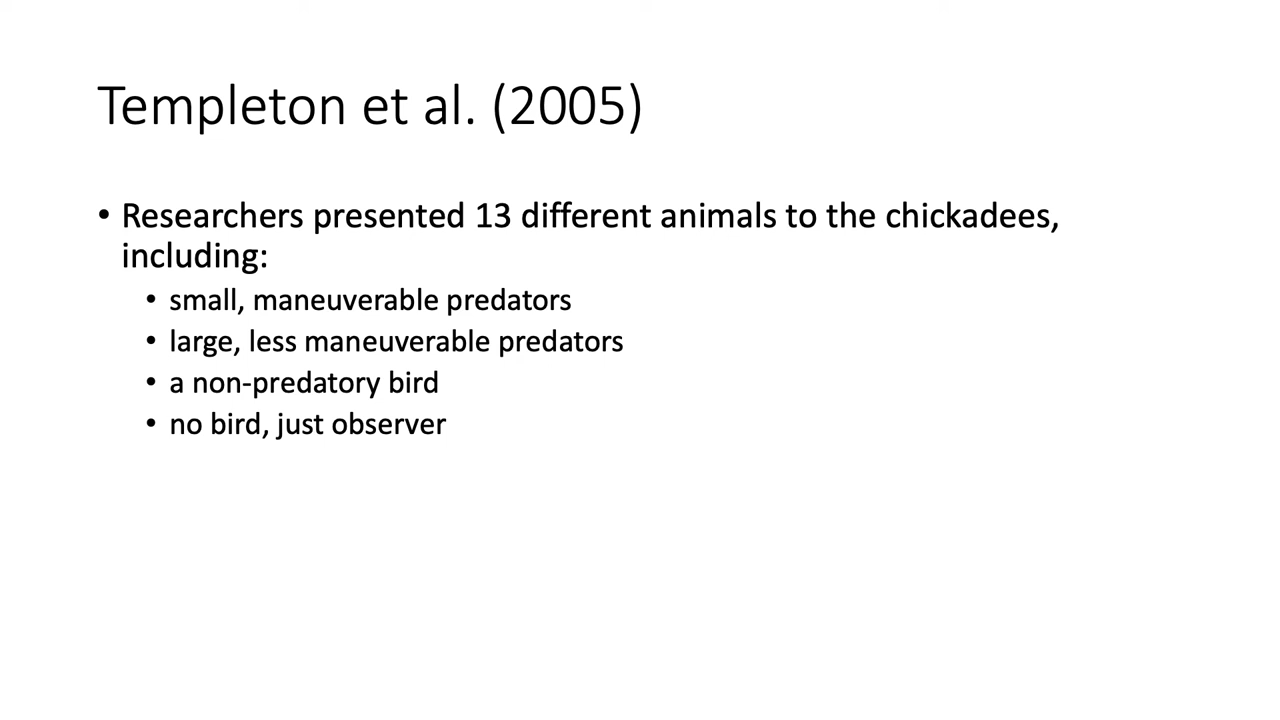 Templeton et al. (2005)
• Researchers presented 13 different animals to the chickadees,
including:
• small, maneuverable predators
• large, less maneuverable predators
• a non-predatory bird
• no bird, just observer